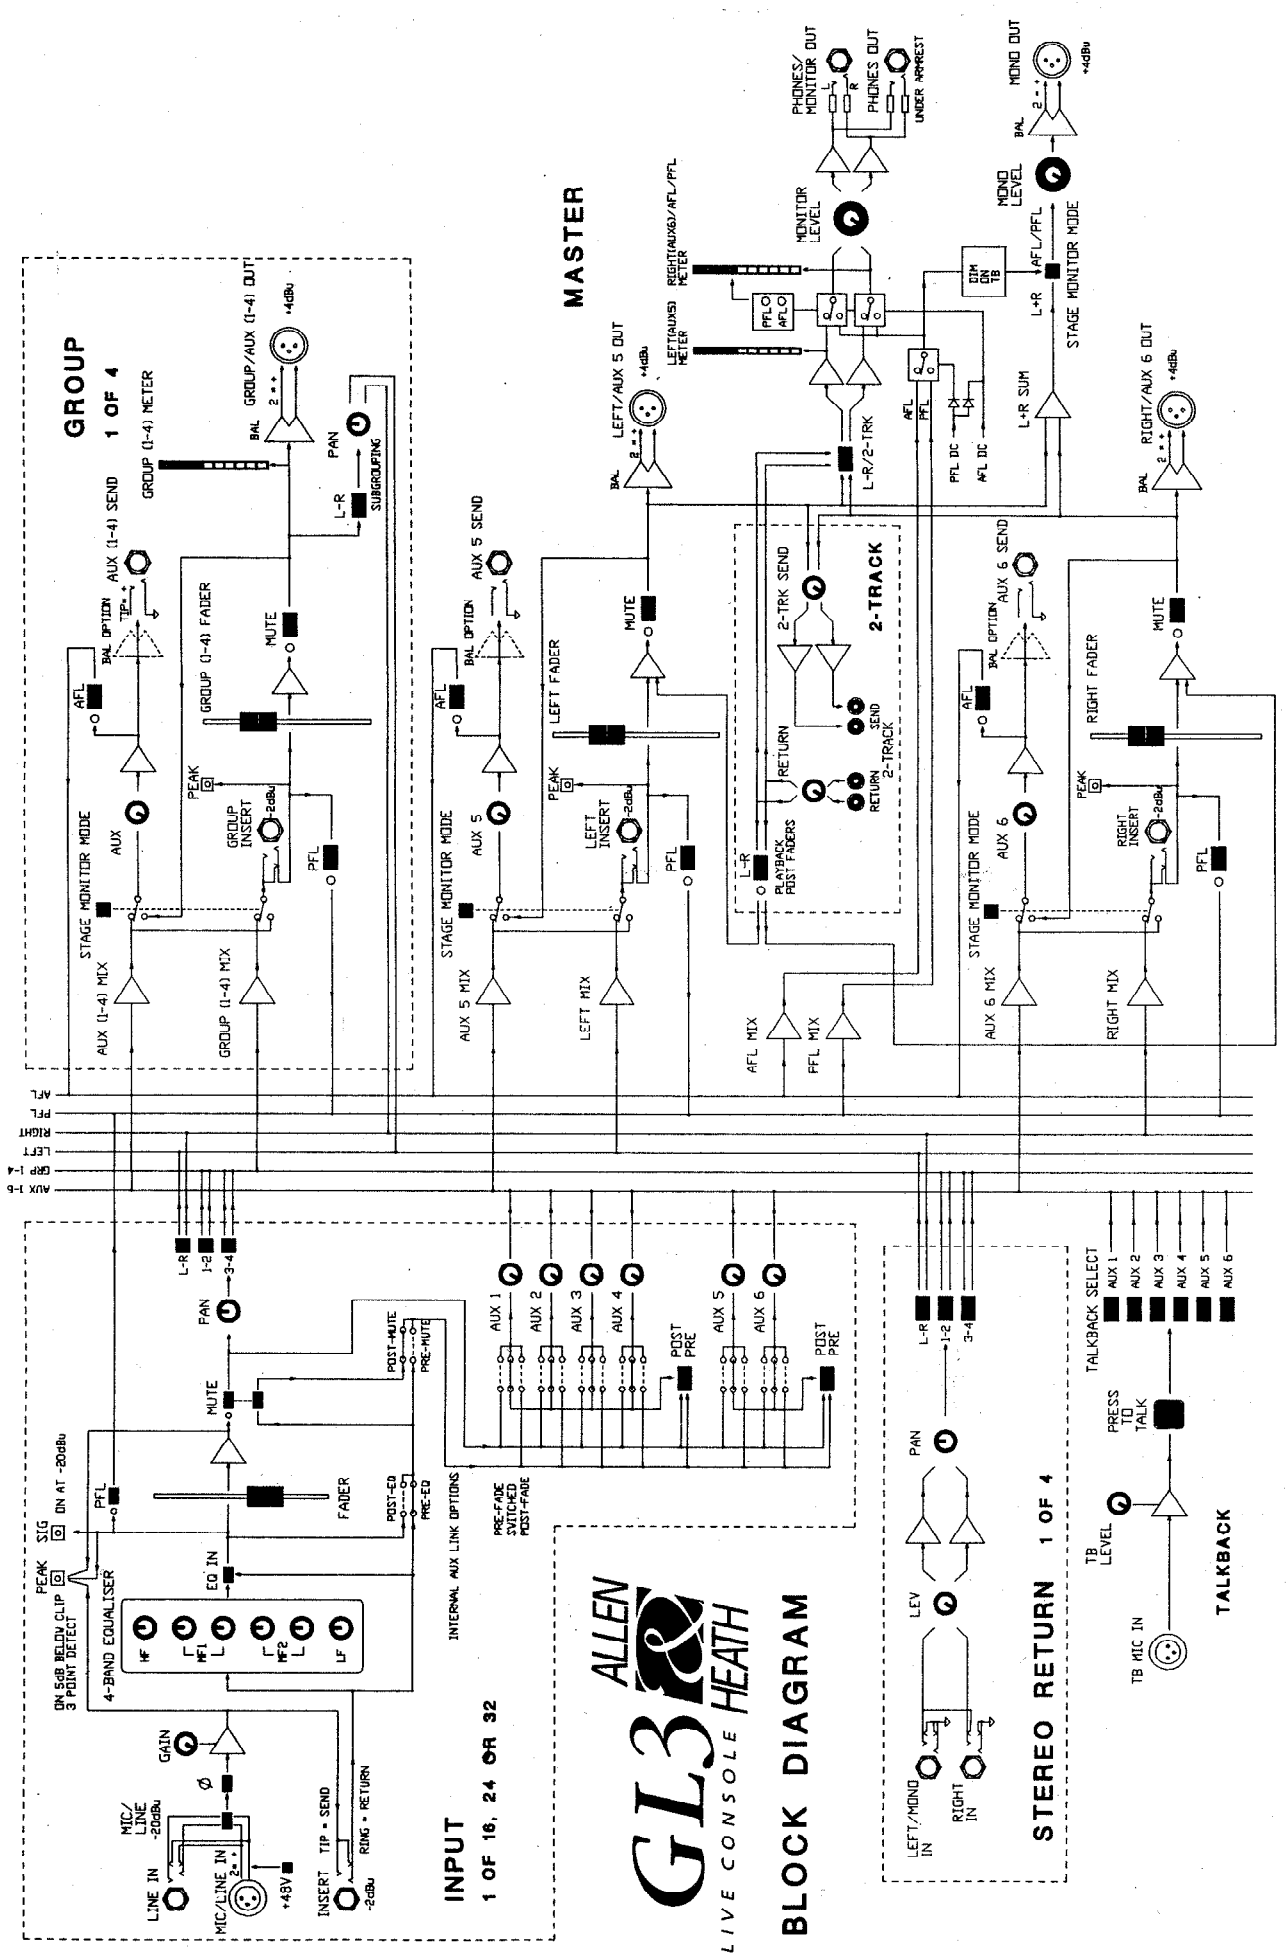 INPUT
1 OF 16, 24 OR 32
LINE IN
MIC/LINE IN
2 = +
+48V
MIC/
LINE
-20dBu
Ø
GAIN
INSERT TIP = SEND
RING = RETURN
-2dBu
ON 5dB BELOW CLIP
3 POINT DETECT
PEAK
SIG
ON AT -20dBu
4-BAND EQUALISER
HF
MF1
MF2
LF
EQ IN
PFL
FADER
MUTE
PAN
L-R
1-2
3-4
POST-EQ
PRE-EQ
POST-MUTE
PRE-MUTE
INTERNAL AUX LINK OPTIONS
PRE-FADE
SWITCHED
POST-FADE
AUX 1
AUX 2
AUX 3
AUX 4
POST
PRE
AUX 5
AUX 6
POST
PRE
AUX 1-6
GRP 1-4
LEFT
RIGHT
PFL
AFL
GROUP
1 OF 4
AUX (1-4) MIX
GROUP (1-4) MIX
STAGE MONITOR MODE
AUX
AFL
BAL OPTION
TIP= +
AUX (1-4) SEND
GROUP
INSERT
-2dBu
PEAK
PFL
GROUP (1-4) FADER
MUTE
GROUP (1-4) METER
BAL
2 = +
GROUP/AUX (1-4) OUT
+4dBu
L-R
SUBGROUPING
PAN
MASTER
AUX 5 MIX
LEFT MIX
STAGE MONITOR MODE
AUX 5
AFL
BAL OPTION
AUX 5 SEND
LEFT
INSERT
-2dBu
PEAK
PFL
LEFT FADER
MUTE
BAL
2 = +
LEFT/AUX 5 OUT
+4dBu
AFL MIX
PFL MIX
L-R
PLAYBACK
POST FADERS
RETURN
2-TRK SEND
RETURN
SEND
2-TRACK
2-TRACK
L-R/2-TRK
LEFT(AUX5)
METER
RIGHT(AUX6)/AFL/PFL
METER
PFL
AFL
AFL
PFL
PFL DC
AFL DC
MONITOR
LEVEL
PHONES/
MONITOR OUT
L
R
PHONES OUT
UNDER ARMREST
DIM
ON
TB
L+R SUM
L+R
AFL/PFL
STAGE MONITOR MODE
MONO
LEVEL
BAL
2 = +
MONO OUT
+4dBu
AUX 6 MIX
RIGHT MIX
STAGE MONITOR MODE
AUX 6
AFL
BAL OPTION
AUX 6 SEND
RIGHT
INSERT
-2dBu
PEAK
PFL
RIGHT FADER
MUTE
BAL
2 = +
RIGHT/AUX 6 OUT
+4dBu
GL3
ALLEN
&
HEATH
LIVE CONSOLE
BLOCK DIAGRAM
LEFT/MONO
IN
RIGHT
IN
LEV
PAN
L-R
1-2
3-4
STEREO RETURN 1 OF 4
TB MIC IN
TB
LEVEL
PRESS
TO
TALK
TALKBACK SELECT
AUX 1
AUX 2
AUX 3
AUX 4
AUX 5
AUX 6
TALKBACK